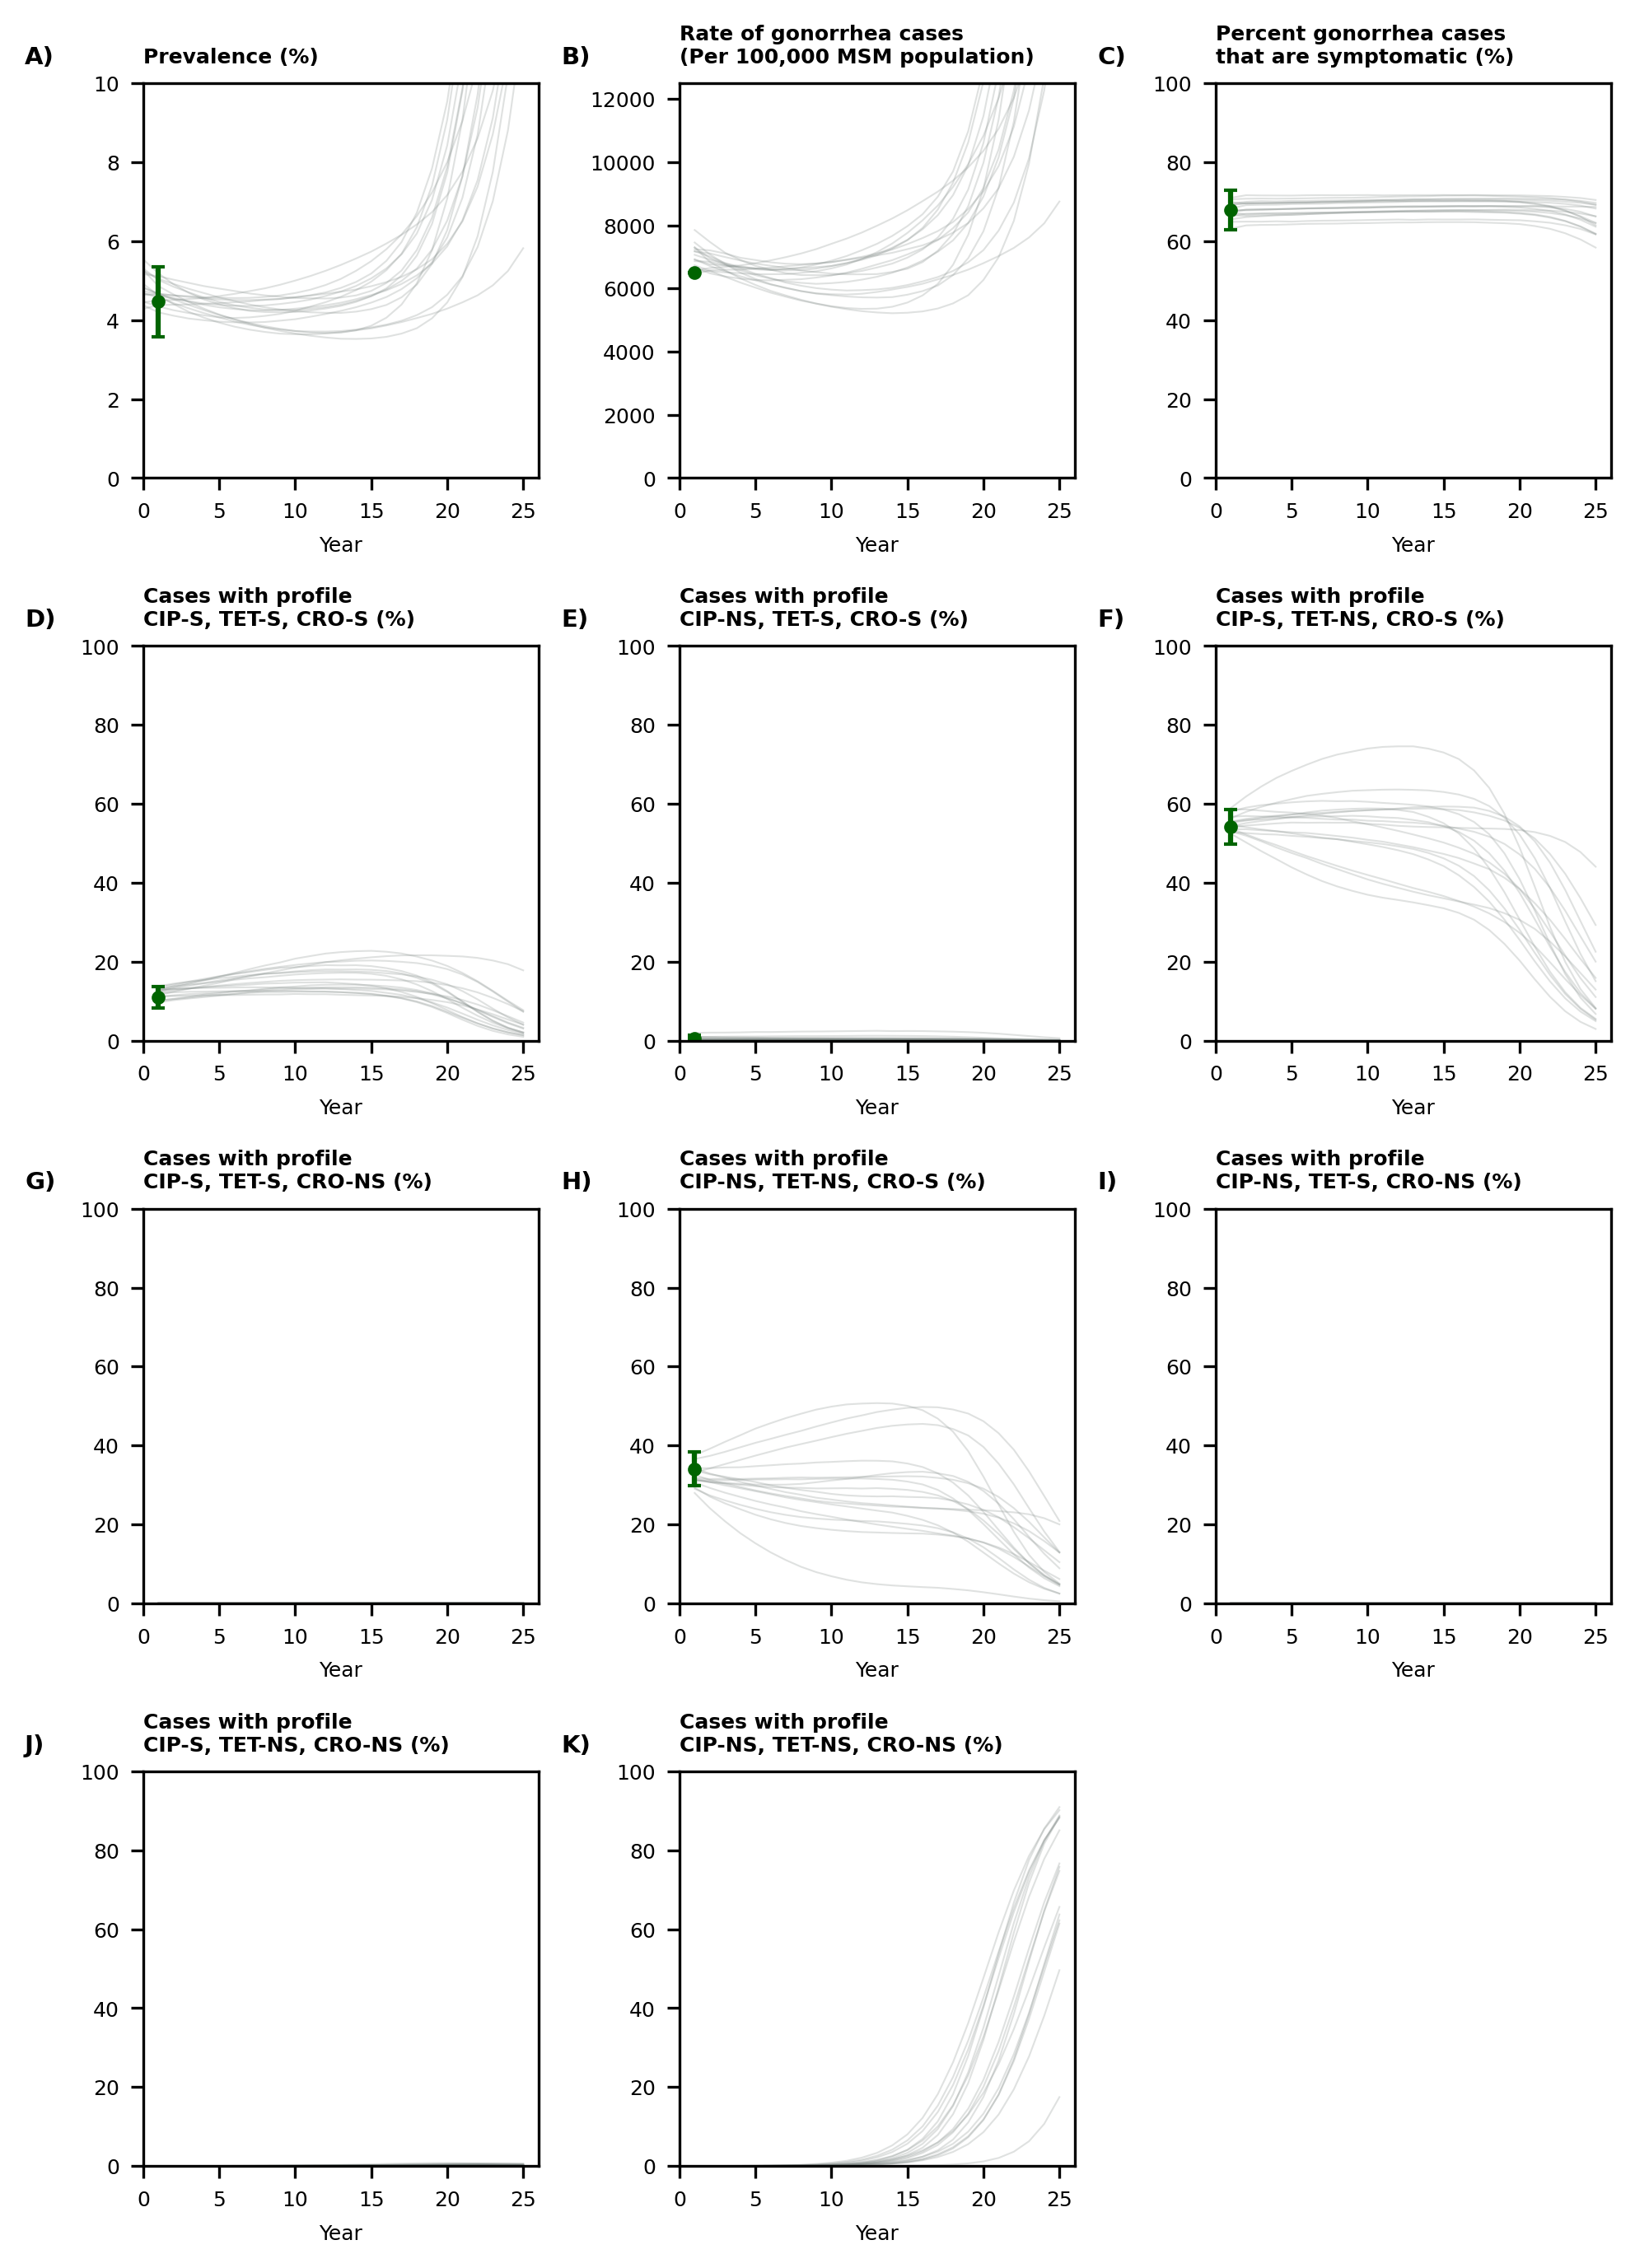 A)
Prevalence (%)
10
8
6
4
2
0
0 5 10 15 20 25
Year
B)
Rate of gonorrhea cases
(Per 100,000 MSM population)
12000
10000
8000
6000
4000
2000
0
0 5 10 15 20 25
Year
C)
Percent gonorrhea cases
that are symptomatic (%)
100
80
60
40
20
0
0 5 10 15 20 25
Year
D)
Cases with profile
CIP-S, TET-S, CRO-S (%)
100
80
60
40
20
0
0 5 10 15 20 25
Year
E)
Cases with profile
CIP-NS, TET-S, CRO-S (%)
100
80
60
40
20
0
0 5 10 15 20 25
Year
F)
Cases with profile
CIP-S, TET-NS, CRO-S (%)
100
80
60
40
20
0
0 5 10 15 20 25
Year
G)
Cases with profile
CIP-S, TET-S, CRO-NS (%)
100
80
60
40
20
0
0 5 10 15 20 25
Year
H)
Cases with profile
CIP-NS, TET-NS, CRO-S (%)
100
80
60
40
20
0
0 5 10 15 20 25
Year
I)
Cases with profile
CIP-NS, TET-S, CRO-NS (%)
100
80
60
40
20
0
0 5 10 15 20 25
Year
J)
Cases with profile
CIP-S, TET-NS, CRO-NS (%)
100
80
60
40
20
0
0 5 10 15 20 25
Year
K)
Cases with profile
CIP-NS, TET-NS, CRO-NS (%)
100
80
60
40
20
0
0 5 10 15 20 25
Year